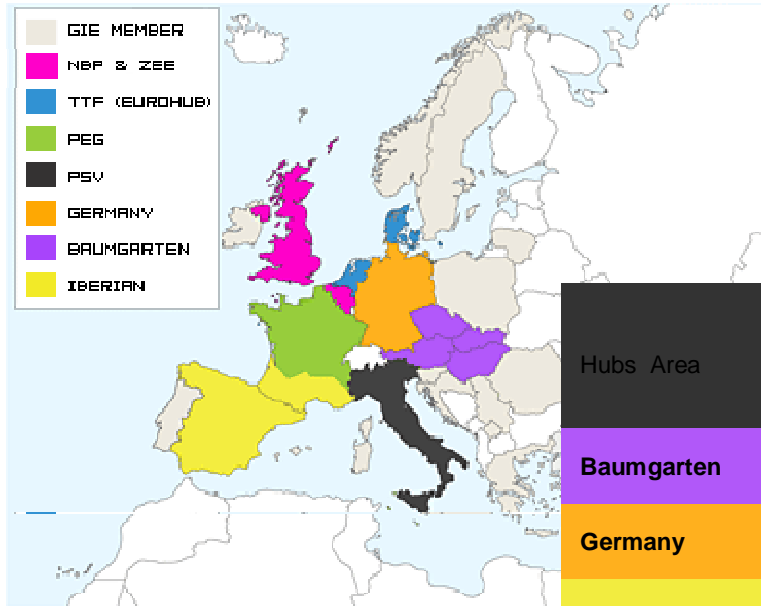 GIE MEMBER
NBP & ZEE
TTF (EUROHUB)
PEG
PSV
GERMANY
BAUMGARTEN
IBERIAN
Hubs Area
Baumgarten
Germany